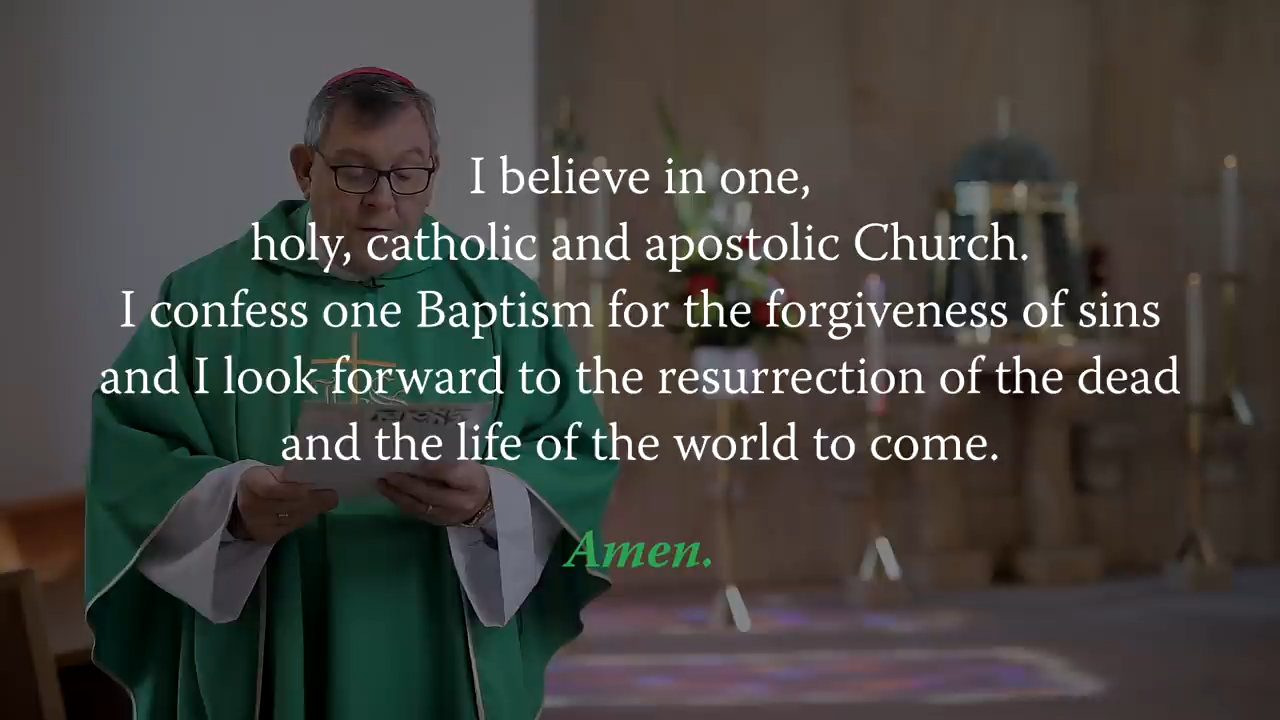 I believe in one,
holy, catholic and apostolic Church.
I confess one Baptism for the forgiveness of sins
and I look forward to the resurrection of the dead
and the life of the world to come.
Amen.